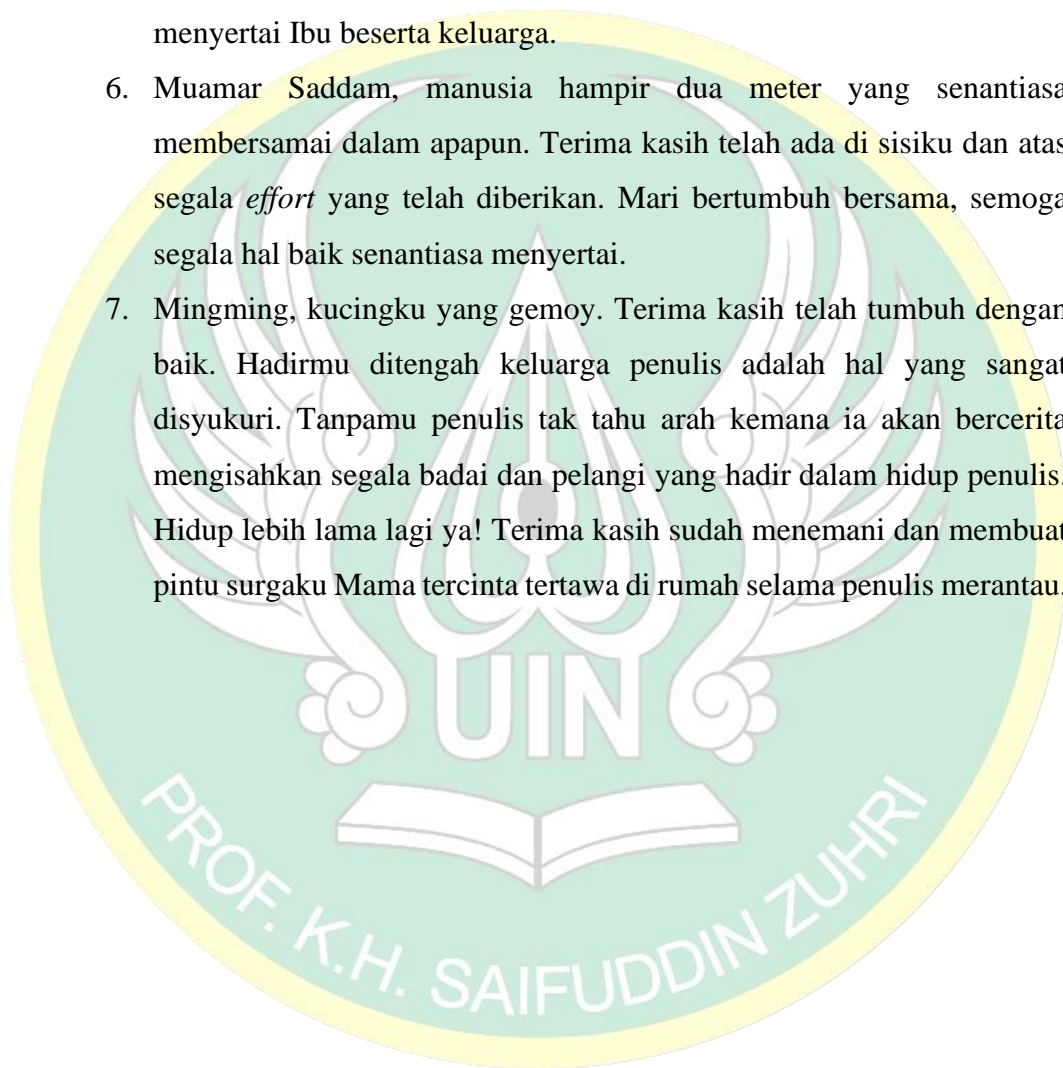 menyertai Ibu beserta keluarga.
6. Muamar Saddam, manusia hampir dua meter yang senantiasa
membersamai dalam apapun. Terima kasih telah ada di sisiku dan atas
segala effort yang telah diberikan. Mari bertumbuh bersama, semoga
segala hal baik senantiasa menyertai.
7. Mingming, kucingku yang gemoy. Terima kasih telah tumbuh dengan
baik. Hadirmu ditengah keluarga penulis adalah hal yang sangat
disyukuri. Tanpamu penulis tak tahu arah kemana ia akan bercerita
mengisahkan segala badai dan pelangi yang hadir dalam hidup penulis.
Hidup lebih lama lagi ya! Terima kasih sudah menemani dan membuat
pintu surgaku Mama tercinta tertawa di rumah selama penulis merantau.
UIN
PROF. K.H. SAIFUDDIN ZUHRI